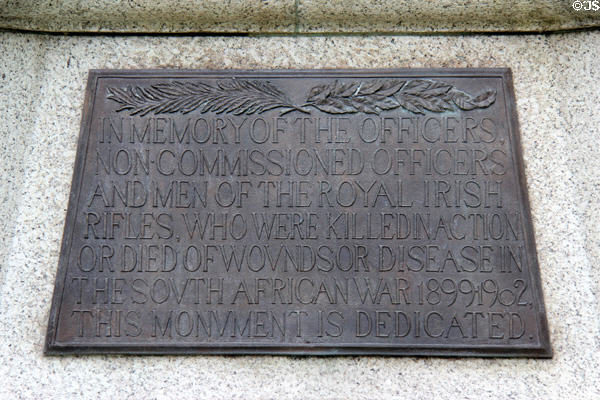 ©JS
IN MEMORY OF THE OFFICERS,
NON-COMMISSIONED OFFICERS
AND MEN OF THE ROYAL IRISH
RIFLES, WHO WERE KILLED IN ACTION
OR DIED OF WOVNDS OR DISEASE IN
THE SOVTH AFRICAN WAR 1899-1902,
THIS MONVMENT IS DEDICATED.